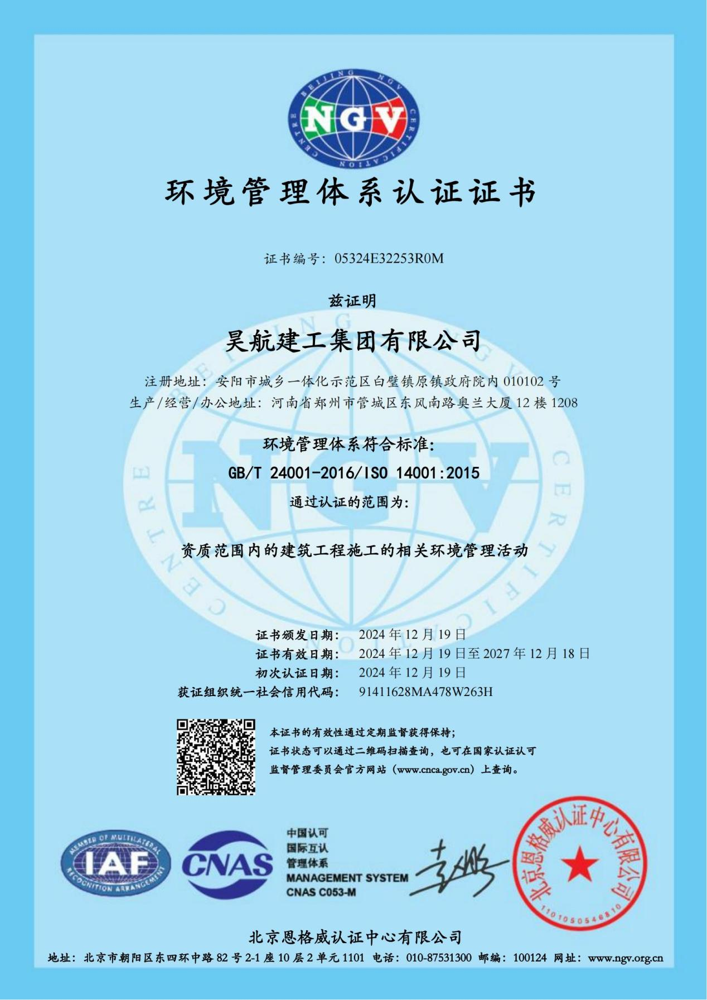 BEIJING NGV CERTIFICATION CENTRE
NGV
环境管理体系认证证书
证书编号：05324E32253R0M
兹证明
昊航建工集团有限公司
注册地址：安阳市城乡一体化示范区白璧镇原镇政府院内 010102 号
生产/经营/办公地址：河南省郑州市管城区东风南路奥兰大厦 12 楼 1208
环境管理体系符合标准：
GB/T 24001-2016/ISO 14001:2015
通过认证的范围为：
资质范围内的建筑工程施工的相关环境管理活动
BEIJING NGV CERTIFICATION CENTRE
NGV
证书颁发日期： 2024 年 12 月 19 日
证书有效日期： 2024 年 12 月 19 日至 2027 年 12 月 18 日
初次认证日期： 2024 年 12 月 19 日
获证组织统一社会信用代码： 91411628MA478W263H
本证书的有效性通过定期监督获得保持；
证书状态可以通过二维码扫描查询，也可在国家认证认可
监督管理委员会官方网站（www.cnca.gov.cn）上查询。
MEMBER OF MULTILATERAL
IAF
RECOGNITION ARRANGEMENT
CNAS
中国认可
国际互认
管理体系
MANAGEMENT SYSTEM
CNAS C053-M
北京恩格威认证中心有限公司
1101050546810
北京恩格威认证中心有限公司
地址：北京市朝阳区东四环中路 82 号 2-1 座 10 层 2 单元 1101 电话：010-87531300 邮编：100124 网址：www.ngv.org.cn